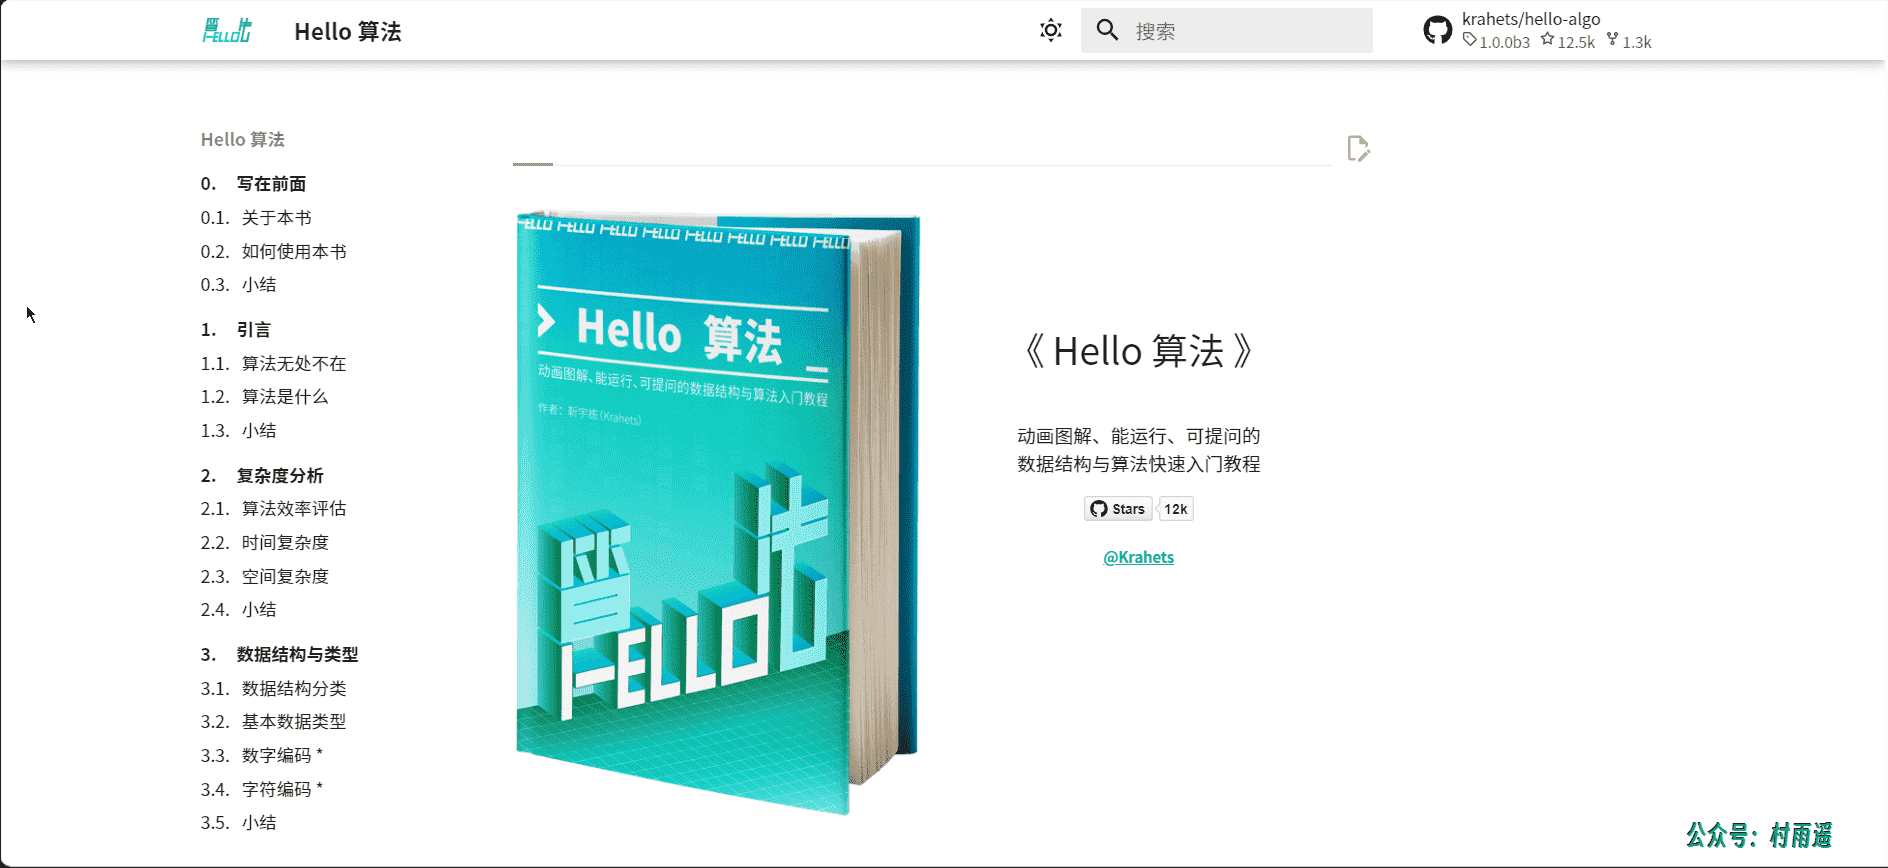 Hello 算法
搜索
krahets/hello-algo
1.0.0b3 12.5k 1.3k
Hello 算法
0. 写在前面
0.1. 关于本书
0.2. 如何使用本书
0.3. 小结
1. 引言
1.1. 算法无处不在
1.2. 算法是什么
1.3. 小结
2. 复杂度分析
2.1. 算法效率评估
2.2. 时间复杂度
2.3. 空间复杂度
2.4. 小结
3. 数据结构与类型
3.1. 数据结构分类
3.2. 基本数据类型
3.3. 数字编码 *
3.4. 字符编码 *
3.5. 小结
HELLO HELLO HELLO HELLO HELLO HELLO HELLO HELLO
> Hello 算法 _
动画图解、能运行、可提问的数据结构与算法入门教程
作者：靳宇栋(Krahets)
算法
HELLO
《 Hello 算法 》
动画图解、能运行、可提问的
数据结构与算法快速入门教程
Stars 12k
@Krahets
公众号：村雨遥